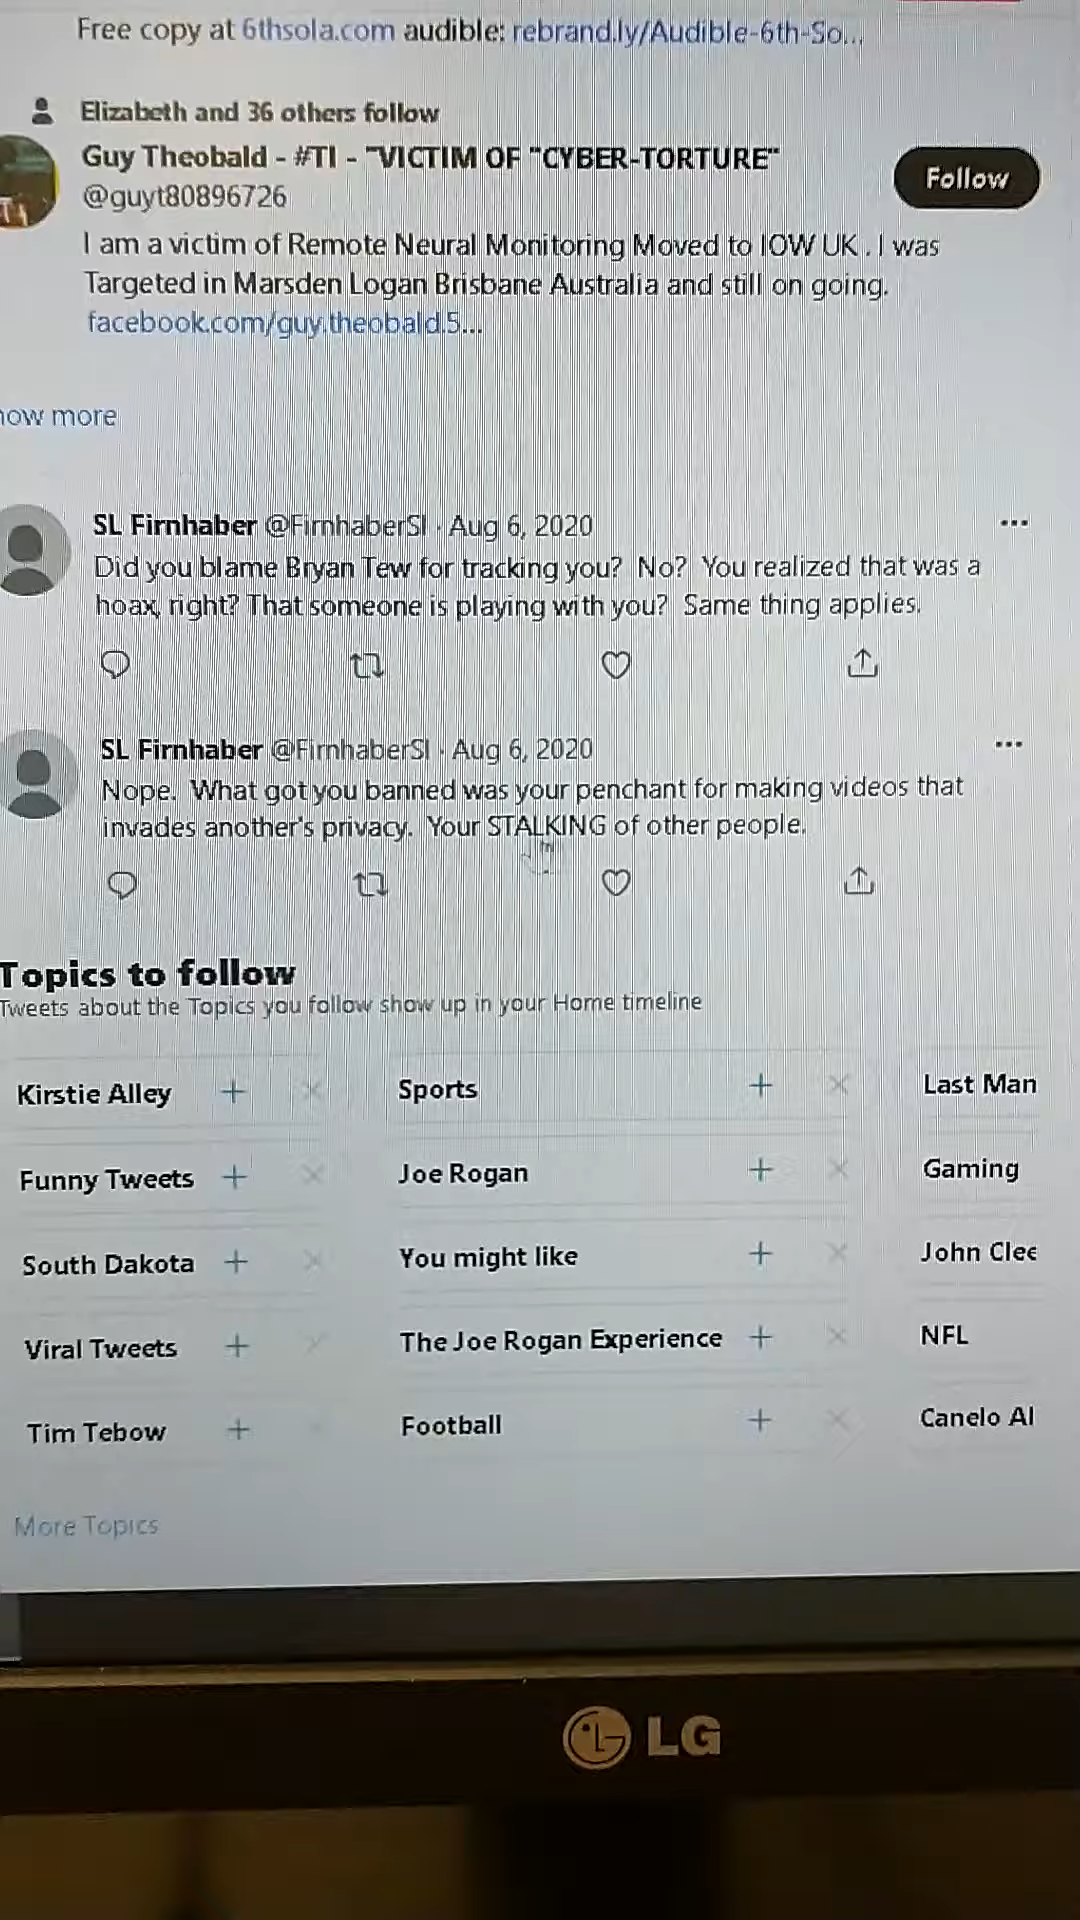 Free copy at 6thsola.com audible: rebrand.ly/Audible-6th-So...
Elizabeth and 36 others follow
Guy Theobald - #TI - "VICTIM OF "CYBER-TORTURE"
@guyt80896726
Follow
I am a victim of Remote Neural Monitoring Moved to IOW UK . I was
Targeted in Marsden Logan Brisbane Australia and still on going.
facebook.com/guy.theobald.5...
how more
SL Firnhaber @FirnhaberSl · Aug 6, 2020
Did you blame Bryan Tew for tracking you? No? You realized that was a
hoax, right? That someone is playing with you? Same thing applies.
SL Firnhaber @FirnhaberSl · Aug 6, 2020
Nope. What got you banned was your penchant for making videos that
invades another's privacy. Your STALKING of other people.
Topics to follow
Tweets about the Topics you follow show up in your Home timeline
Kirstie Alley Sports Last Man
Funny Tweets Joe Rogan Gaming
South Dakota You might like John Clee
Viral Tweets The Joe Rogan Experience NFL
Tim Tebow Football Canelo Al
More Topics
LG